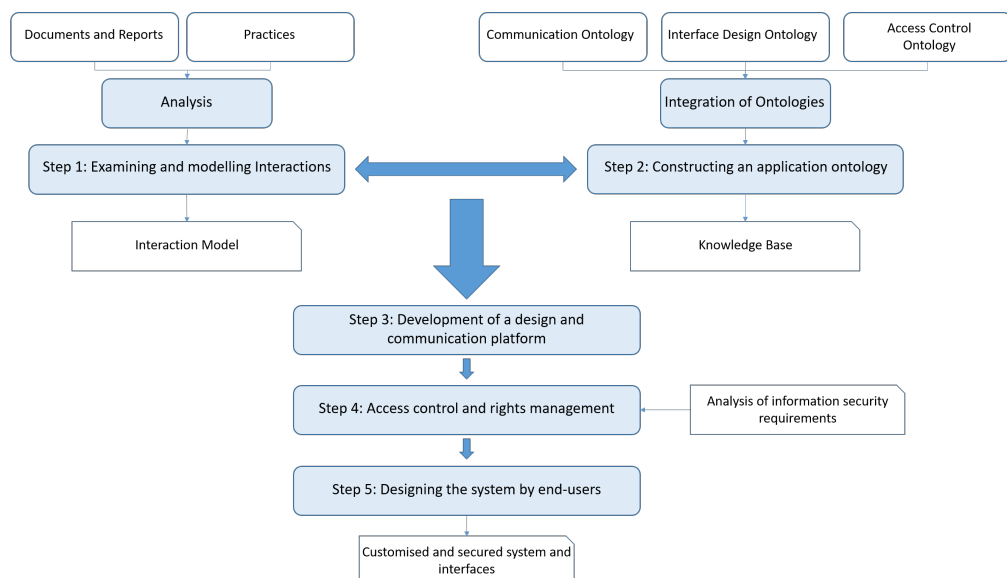 Documents and Reports
Practices
Communication Ontology
Interface Design Ontology
Access Control
Ontology
Analysis
Integration of Ontologies
Step 1: Examining and modelling Interactions
Step 2: Constructing an application ontology
Interaction Model
Knowledge Base
Step 3: Development of a design and
communication platform
Step 4: Access control and rights management
Analysis of information security
requirements
Step 5: Designing the system by end-users
Customised and secured system and
interfaces